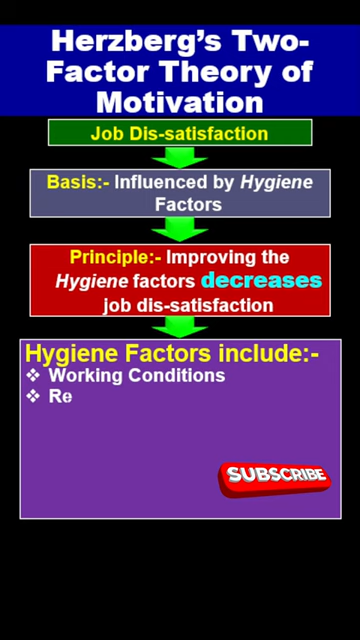 Herzberg's Two-
Factor Theory of
Motivation
Job Dis-satisfaction
Basis:- Influenced by Hygiene
Factors
Principle:- Improving the
Hygiene factors decreases
job dis-satisfaction
Hygiene Factors include:-
❖ Working Conditions
❖ Re
SUBSCRIBE